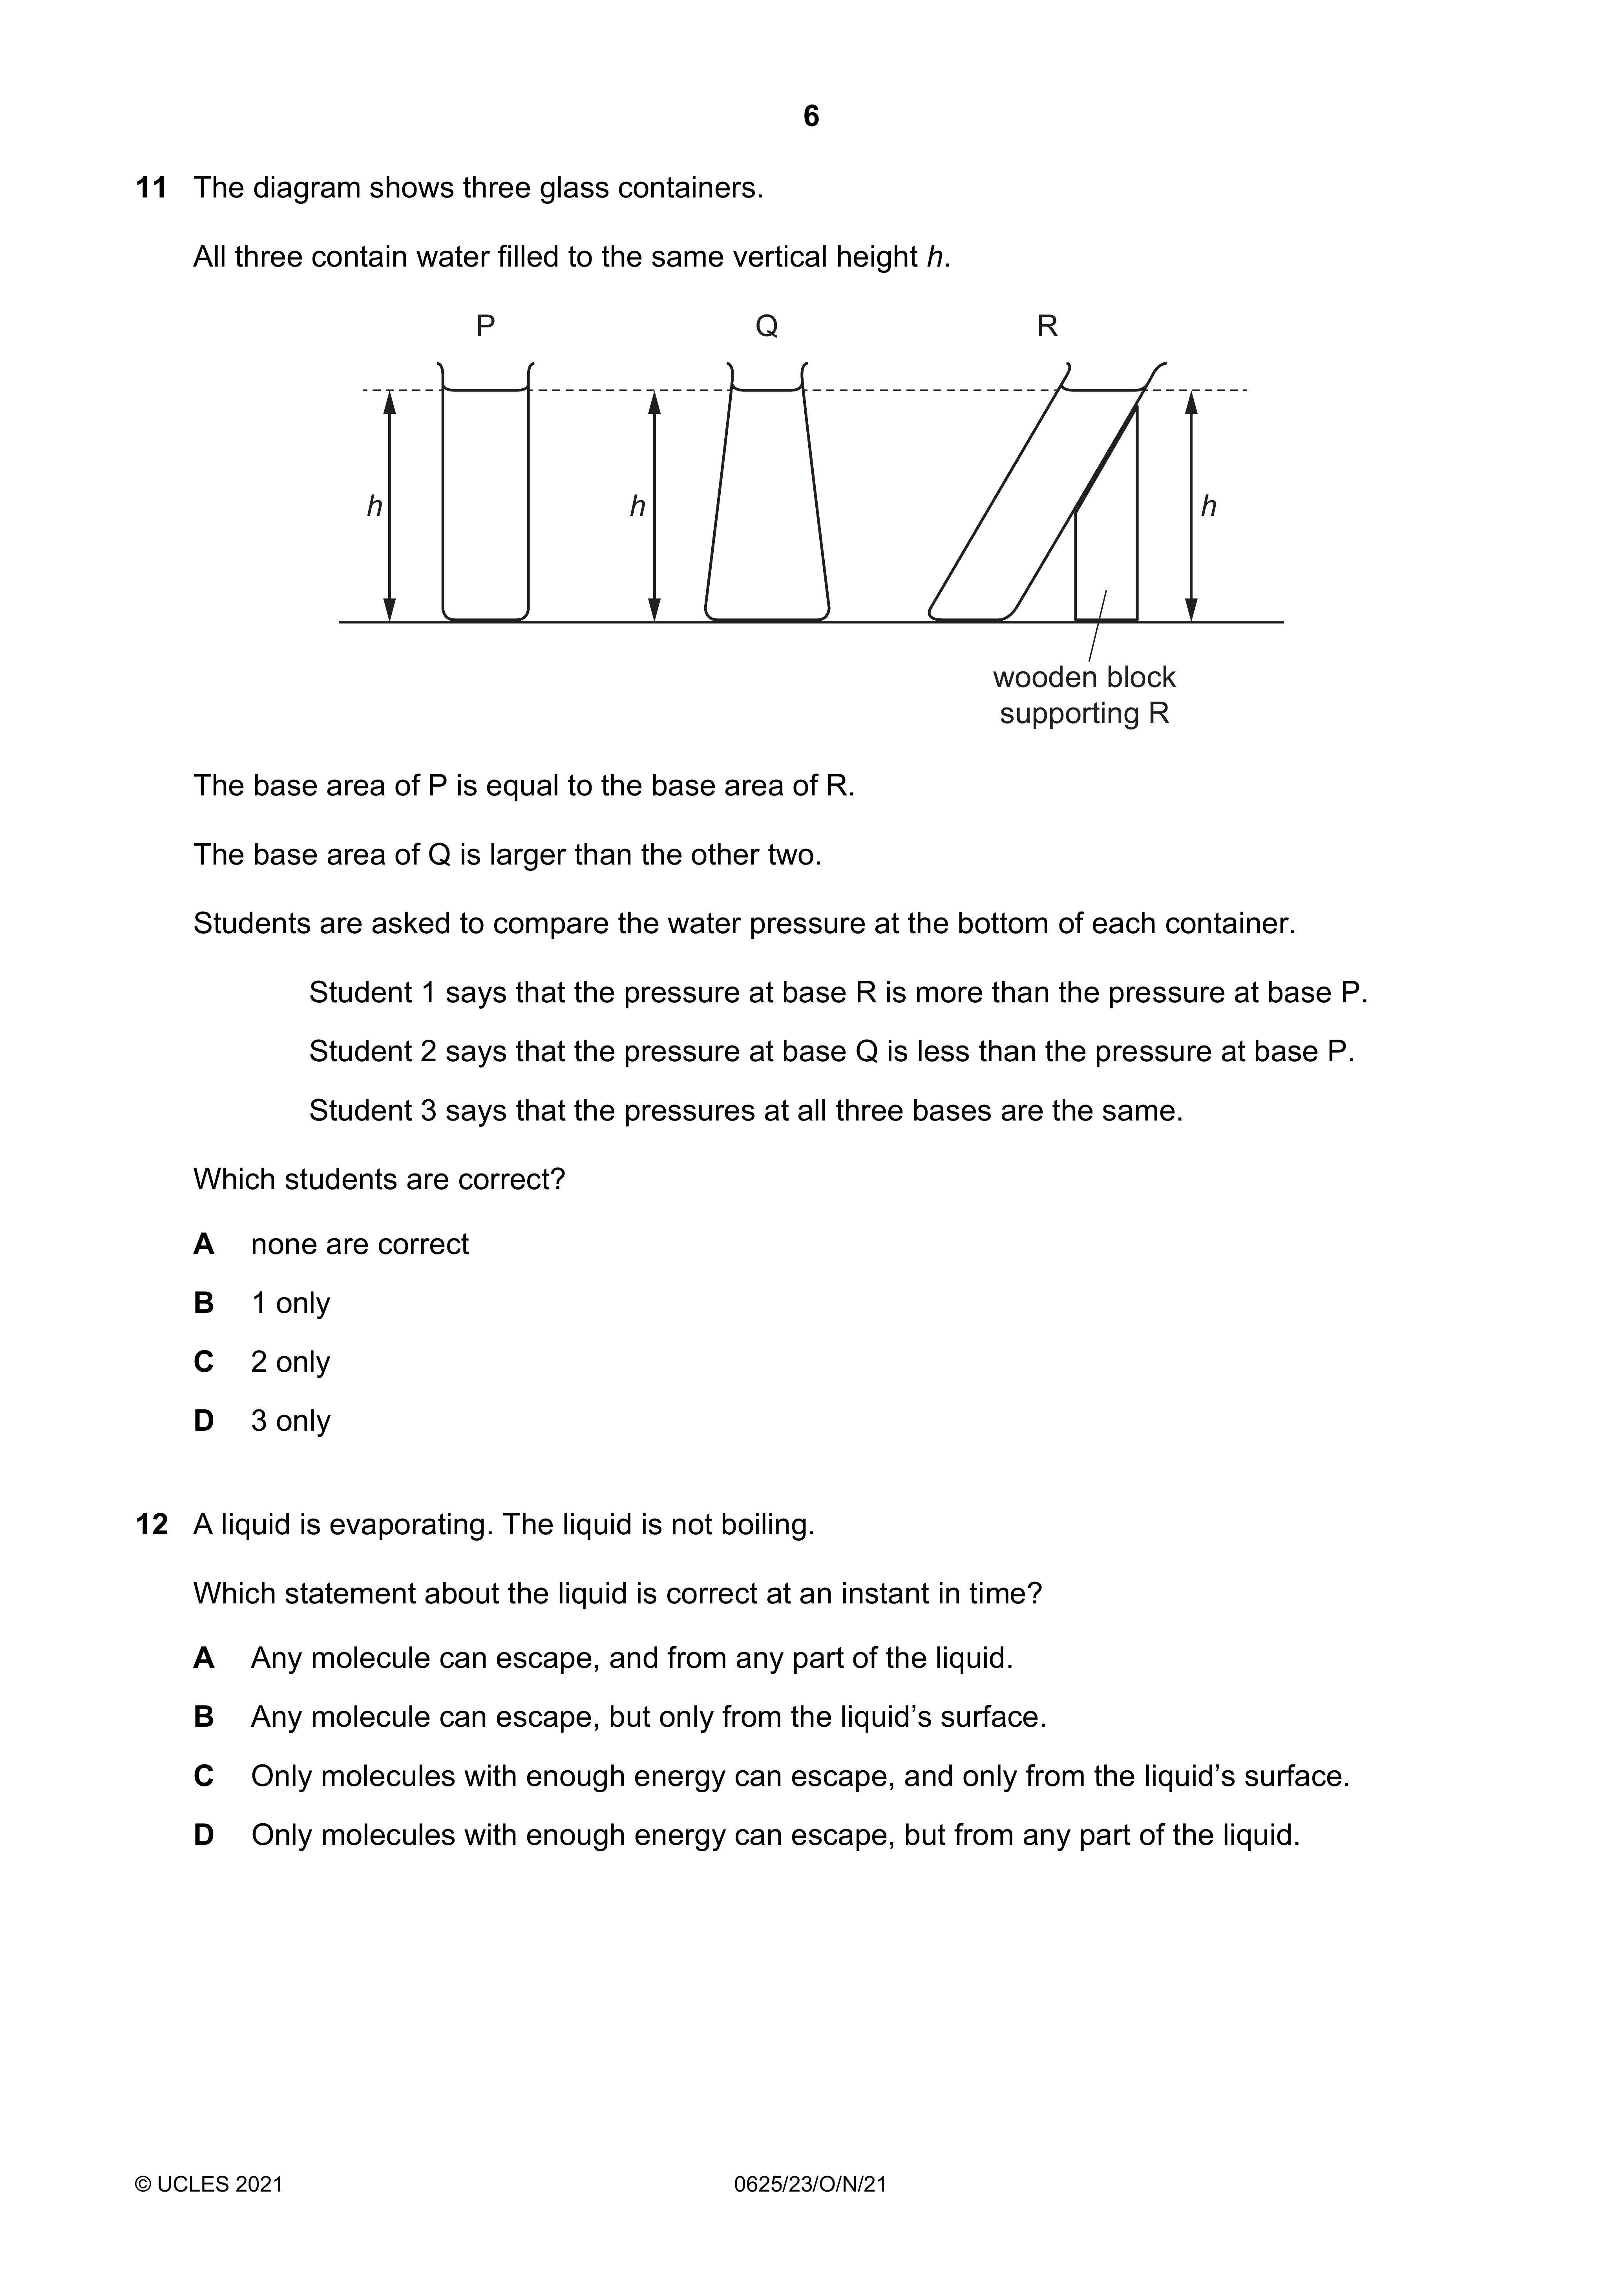 6
11 The diagram shows three glass containers.
All three contain water filled to the same vertical height h.
P Q R
h h h
wooden block
supporting R
The base area of P is equal to the base area of R.
The base area of Q is larger than the other two.
Students are asked to compare the water pressure at the bottom of each container.
Student 1 says that the pressure at base R is more than the pressure at base P.
Student 2 says that the pressure at base Q is less than the pressure at base P.
Student 3 says that the pressures at all three bases are the same.
Which students are correct?
A none are correct
B 1 only
C 2 only
D 3 only
12 A liquid is evaporating. The liquid is not boiling.
Which statement about the liquid is correct at an instant in time?
A Any molecule can escape, and from any part of the liquid.
B Any molecule can escape, but only from the liquid’s surface.
C Only molecules with enough energy can escape, and only from the liquid’s surface.
D Only molecules with enough energy can escape, but from any part of the liquid.
© UCLES 2021 0625/23/O/N/21